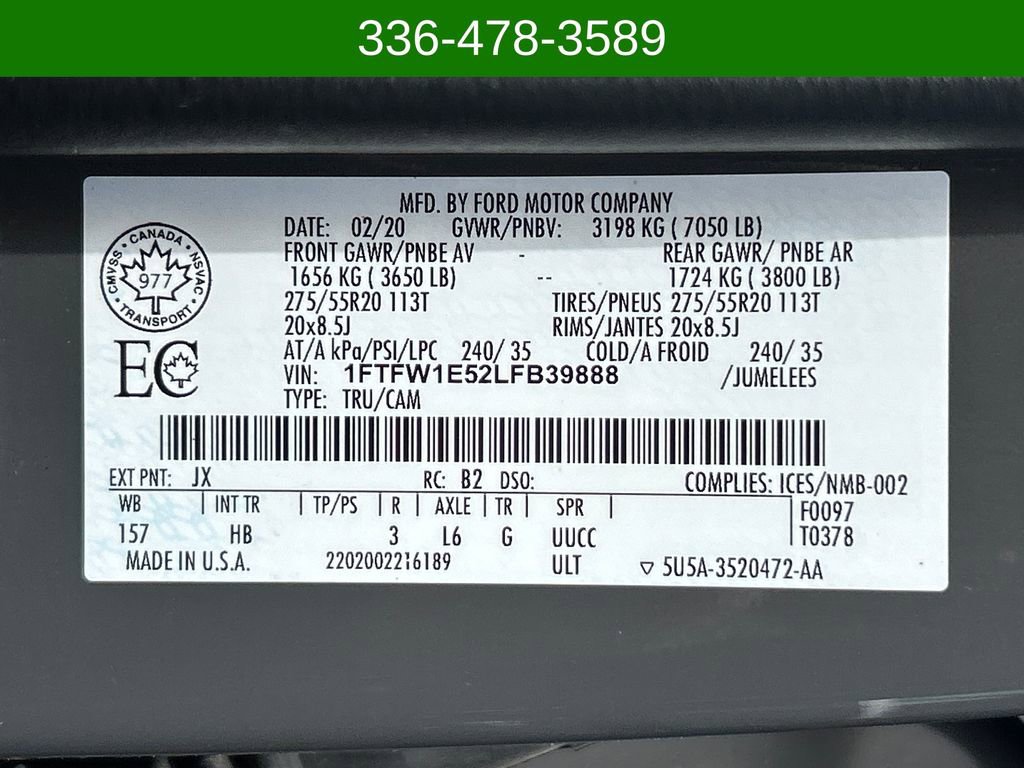 336-478-3589
MFD. BY FORD MOTOR COMPANY
DATE: 02/20 GVWR/PNBV: 3198 KG ( 7050 LB)
FRONT GAWR/PNBE AV - REAR GAWR/ PNBE AR
1656 KG ( 3650 LB) -- 1724 KG ( 3800 LB)
275/55R20 113T TIRES/PNEUS 275/55R20 113T
20x8.5J RIMS/JANTES 20x8.5J
AT/A kPa/PSI/LPC 240/ 35 COLD/A FROID 240/ 35
VIN: 1FTFW1E52LFB39888 /JUMELEES
TYPE: TRU/CAM
CANADA
CMVSS NSVAC
977
TRANSPORT
EC
EXT PNT: JX RC: B2 DSO: COMPLIES: ICES/NMB-002
WB | INT TR | TP/PS | R | AXLE | TR | SPR | F0097
157 HB 3 L6 G UUCC T0378
MADE IN U.S.A. 2202002216189 ULT ▽ 5U5A-3520472-AA